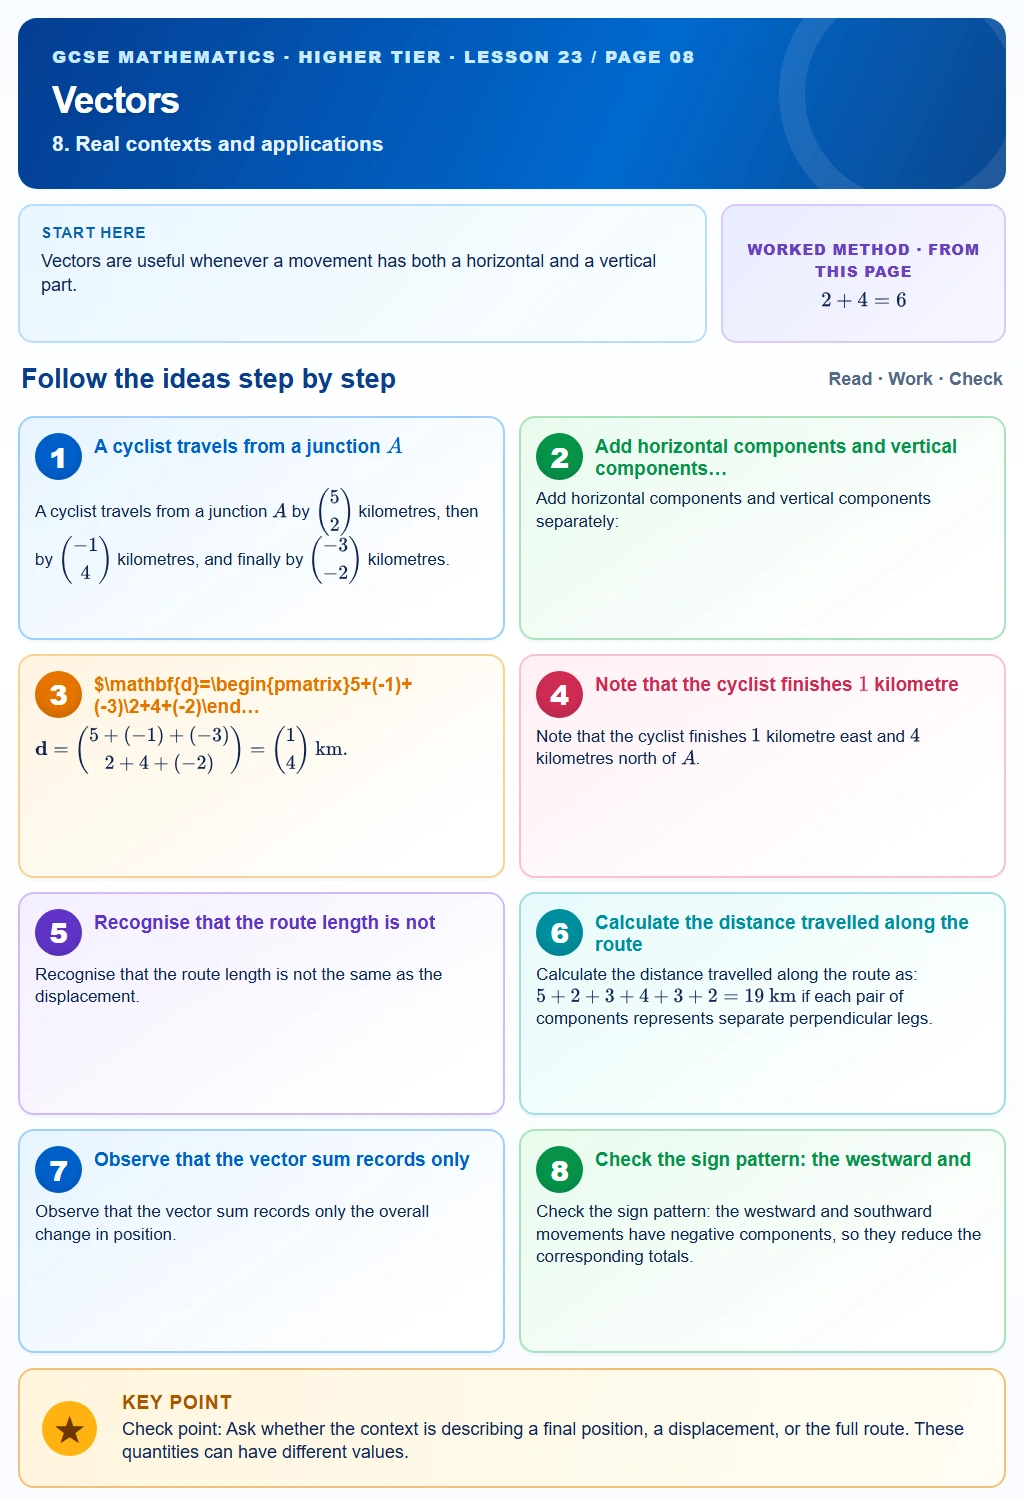 GCSE MATHEMATICS · HIGHER TIER · LESSON 23 / PAGE 08
Vectors
8. Real contexts and applications
START HERE
Vectors are useful whenever a movement has both a horizontal and a vertical
part.
WORKED METHOD · FROM
THIS PAGE
2 + 4 = 6
Follow the ideas step by step
Read · Work · Check
1
A cyclist travels from a junction A
A cyclist travels from a junction A by (5 2) kilometres, then
by (−1 4) kilometres, and finally by (−3 −2) kilometres.
2
Add horizontal components and vertical
components…
Add horizontal components and vertical components
separately:
3
$\mathbf{d}=\begin{pmatrix}5+(-1)+
(-3)\2+4+(-2)\end…
d = (5 + (−1) + (−3) 2 + 4 + (−2)) = (1 4) km.
4
Note that the cyclist finishes 1 kilometre
Note that the cyclist finishes 1 kilometre east and 4
kilometres north of A.
5
Recognise that the route length is not
Recognise that the route length is not the same as the
displacement.
6
Calculate the distance travelled along the
route
Calculate the distance travelled along the route as:
5 + 2 + 3 + 4 + 3 + 2 = 19 km if each pair of
components represents separate perpendicular legs.
7
Observe that the vector sum records only
Observe that the vector sum records only the overall
change in position.
8
Check the sign pattern: the westward and
Check the sign pattern: the westward and southward
movements have negative components, so they reduce the
corresponding totals.
KEY POINT
Check point: Ask whether the context is describing a final position, a displacement, or the full route. These
quantities can have different values.